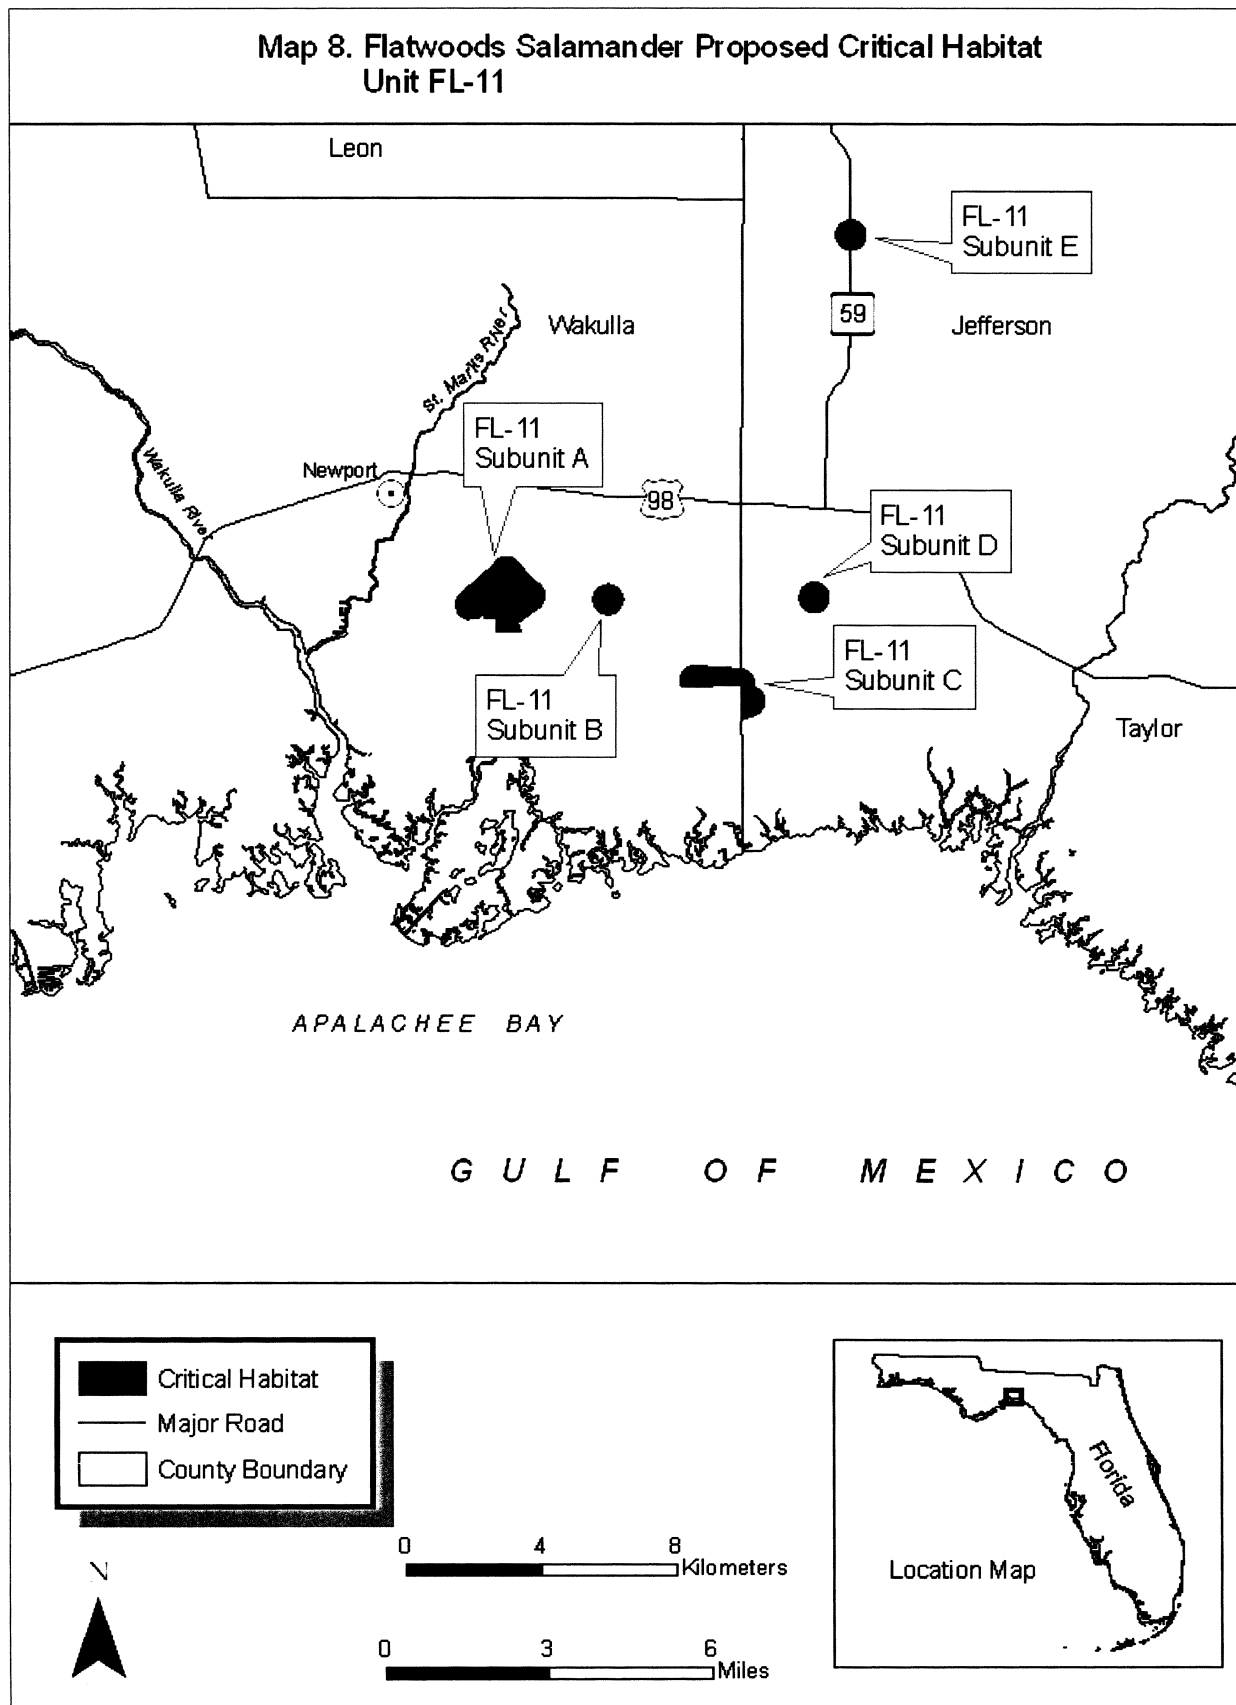 Map 8. Flatwoods Salamander Proposed Critical Habitat
Unit FL-11
Leon
FL-11
Subunit E
59
Wakulla
Jefferson
St. Marks River
FL-11
Subunit A
Newport
Wakulla River
98
FL-11
Subunit D
FL-11
Subunit C
FL-11
Subunit B
Taylor
APALACHEE BAY
GULF OF MEXICO
Critical Habitat
Major Road
County Boundary
Florida
Location Map
N
0 4 8
Kilometers
0 3 6
Miles